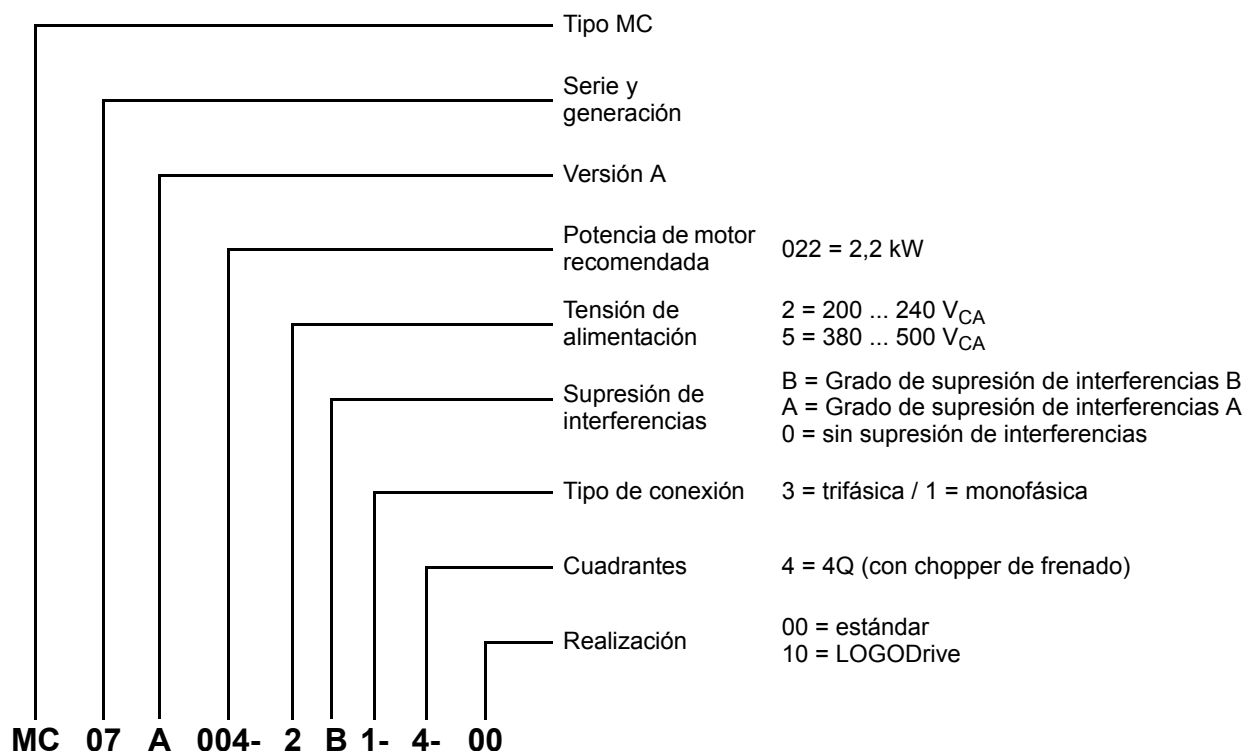 Tipo MC
Serie y
generación
Versión A
Potencia de motor
recomendada
022 = 2,2 kW
Tensión de
alimentación
2 = 200 ... 240 VCA
5 = 380 ... 500 VCA
Supresión de
interferencias
B = Grado de supresión de interferencias B
A = Grado de supresión de interferencias A
0 = sin supresión de interferencias
Tipo de conexión
3 = trifásica / 1 = monofásica
Cuadrantes
4 = 4Q (con chopper de frenado)
Realización
00 = estándar
10 = LOGODrive
MC 07 A 004- 2 B 1- 4- 00